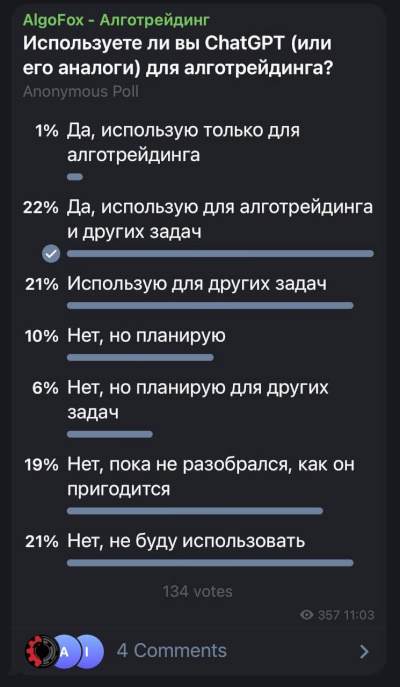 AlgoFox - Алготрейдинг
Используете ли вы ChatGPT (или
его аналоги) для алготрейдинга?
Anonymous Poll
1% Да, использую только для
алготрейдинга
22% Да, использую для алготрейдинга
и других задач
21% Использую для других задач
10% Нет, но планирую
6% Нет, но планирую для других
задач
19% Нет, пока не разобрался, как он
пригодится
21% Нет, не буду использовать
134 votes
357 11:03
A I 4 Comments